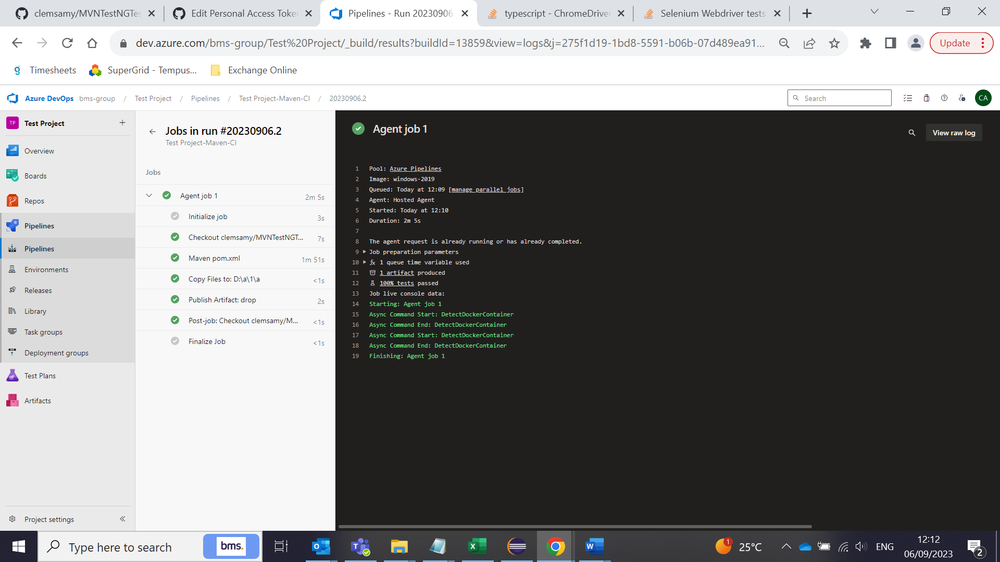 clemsamy/MVNTestNGTes
Edit Personal Access Toker
Pipelines - Run 20230906.
typescript - ChromeDriver
Selenium Webdriver tests
dev.azure.com/bms-group/Test%20Project/_build/results?buildId=13859&view=logs&j=275f1d19-1bd8-5591-b06b-07d489ea91...
Update
Timesheets
SuperGrid - Tempus...
Exchange Online
Azure DevOps bms-group / Test Project / Pipelines / Test Project-Maven-CI / 20230906.2
Search
CA
TP Test Project
Overview
Boards
Repos
Pipelines
Pipelines
Environments
Releases
Library
Task groups
Deployment groups
Test Plans
Artifacts
Project settings
Jobs in run #20230906.2
Test Project-Maven-CI
Jobs
Agent job 1 2m 5s
Initialize job 3s
Checkout clemsamy/MVNTestNGT... 7s
Maven pom.xml 1m 51s
Copy Files to: D:\a\1\a <1s
Publish Artifact: drop 2s
Post-job: Checkout clemsamy/M... <1s
Finalize Job <1s
Agent job 1
View raw log
1 Pool: Azure Pipelines
2 Image: windows-2019
3 Queued: Today at 12:09 [manage parallel jobs]
4 Agent: Hosted Agent
5 Started: Today at 12:10
6 Duration: 2m 5s
7
8 The agent request is already running or has already completed.
9 Job preparation parameters
10 fx 1 queue time variable used
11 1 artifact produced
12 100% tests passed
13 Job live console data:
14 Starting: Agent job 1
15 Async Command Start: DetectDockerContainer
16 Async Command End: DetectDockerContainer
17 Async Command Start: DetectDockerContainer
18 Async Command End: DetectDockerContainer
19 Finishing: Agent job 1
Type here to search
bms.
1
25°C
ENG
12:12
06/09/2023
2